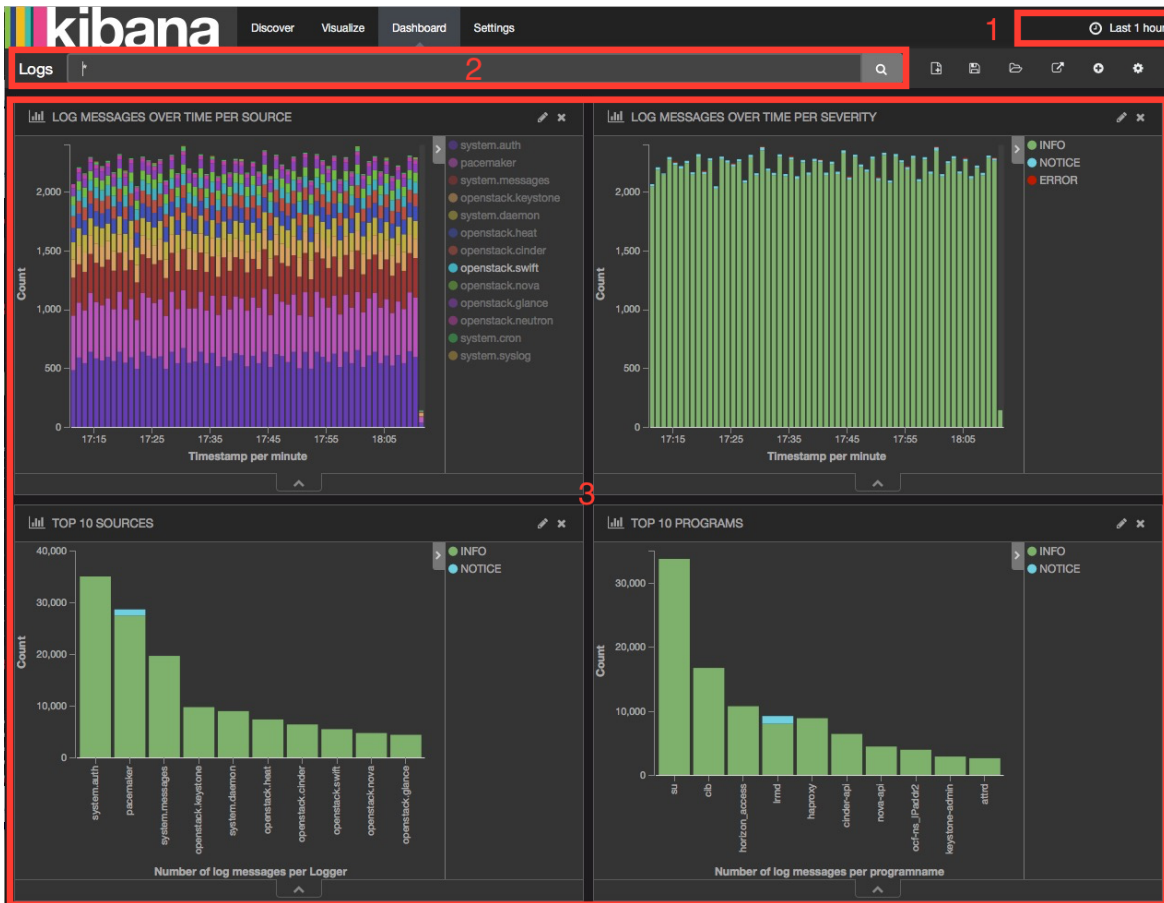 kibana
Discover Visualize Dashboard Settings
1
Last 1 hour
Logs
*
2
3
LOG MESSAGES OVER TIME PER SOURCE
Count
2,000
1,500
1,000
500
0
17:15 17:25 17:35 17:45 17:55 18:05
Timestamp per minute
system.auth
pacemaker
system.messages
openstack.keystone
system.daemon
openstack.heat
openstack.cinder
openstack.swift
openstack.nova
openstack.glance
openstack.neutron
system.cron
system.syslog
LOG MESSAGES OVER TIME PER SEVERITY
Count
2,000
1,500
1,000
500
0
17:15 17:25 17:35 17:45 17:55 18:05
Timestamp per minute
INFO
NOTICE
ERROR
TOP 10 SOURCES
Count
40,000
30,000
20,000
10,000
0
system.auth
pacemaker
system.messages
openstack.keystone
system.daemon
openstack.heat
openstack.cinder
openstack.swift
openstack.nova
openstack.glance
Number of log messages per Logger
INFO
NOTICE
TOP 10 PROGRAMS
Count
30,000
20,000
10,000
0
su
cib
horizon_access
lrmd
haproxy
cinder-api
nova-api
ocf-ns_IPaddr2
keystone-admin
attrd
Number of log messages per programname
INFO
NOTICE